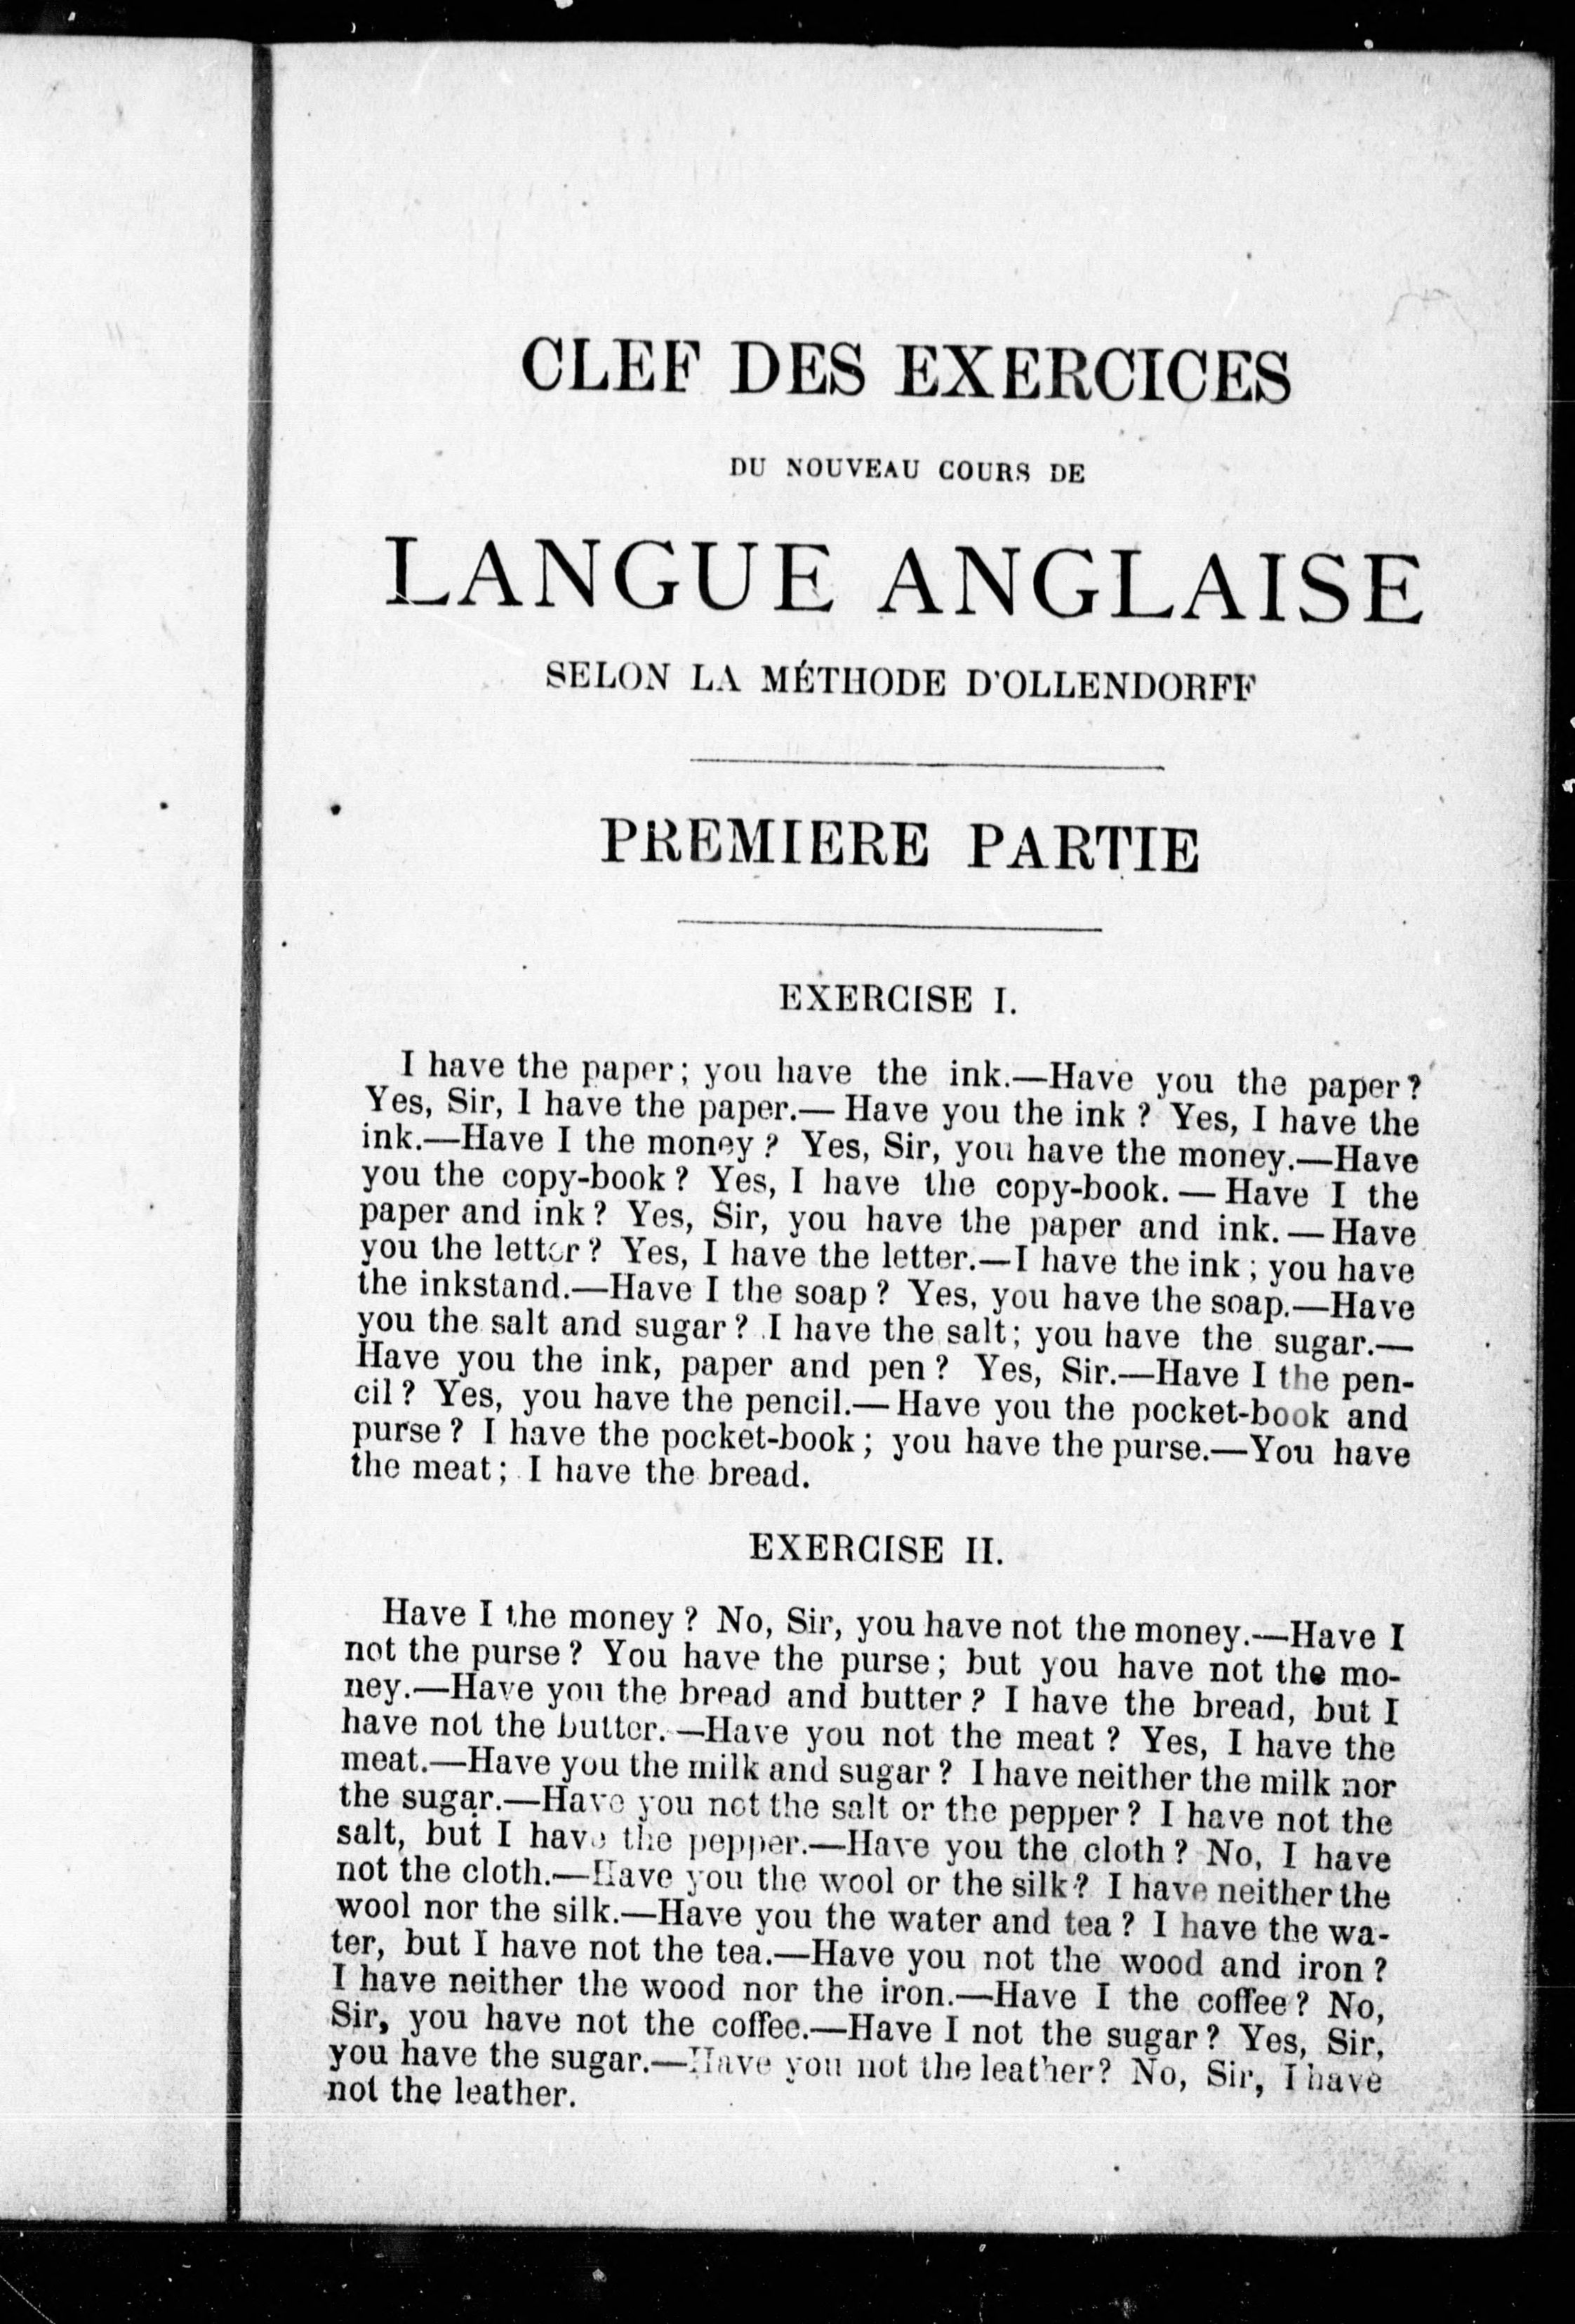 CLEF DES EXERCICES
DU NOUVEAU COURS DE
LANGUE ANGLAISE
SELON LA MÉTHODE D'OLLENDORFF
PREMIERE PARTIE
EXERCISE I.
I have the paper; you have the ink.—Have you the paper?
Yes, Sir, I have the paper.—Have you the ink? Yes, I have the
ink.—Have I the money? Yes, Sir, you have the money.—Have
you the copy-book? Yes, I have the copy-book.—Have I the
paper and ink? Yes, Sir, you have the paper and ink.—Have
you the letter? Yes, I have the letter.—I have the ink; you have
the inkstand.—Have I the soap? Yes, you have the soap.—Have
you the salt and sugar? I have the salt; you have the sugar.—
Have you the ink, paper and pen? Yes, Sir.—Have I the pen-
cil? Yes, you have the pencil.—Have you the pocket-book and
purse? I have the pocket-book; you have the purse.—You have
the meat; I have the bread.
EXERCISE II.
Have I the money? No, Sir, you have not the money.—Have I
not the purse? You have the purse; but you have not the mo-
ney.—Have you the bread and butter? I have the bread, but I
have not the butter.—Have you not the meat? Yes, I have the
meat.—Have you the milk and sugar? I have neither the milk nor
the sugar.—Have you not the salt or the pepper? I have not the
salt, but I have the pepper.—Have you the cloth? No, I have
not the cloth.—Have you the wool or the silk? I have neither the
wool nor the silk.—Have you the water and tea? I have the wa-
ter, but I have not the tea.—Have you not the wood and iron?
I have neither the wood nor the iron.—Have I the coffee? No,
Sir, you have not the coffee.—Have I not the sugar? Yes, Sir,
you have the sugar.—Have you not the leather? No, Sir, I have
not the leather.